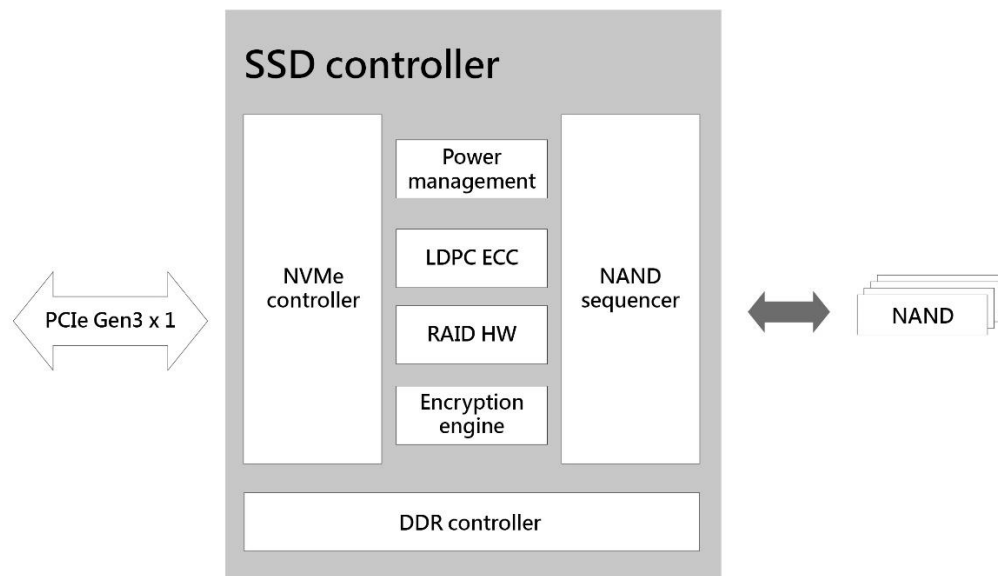 SSD controller
PCIe Gen3 x 1
NVMe
controller
Power
management
LDPC ECC
RAID HW
Encryption
engine
NAND
sequencer
NAND
DDR controller